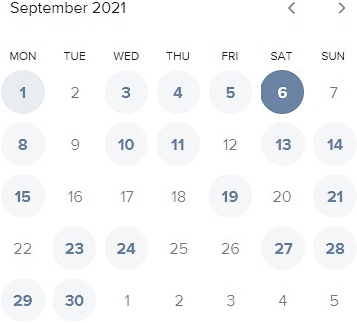 September 2021 < >
MON TUE WED THU FRI SAT SUN
1 2 3 4 5 6 7
8 9 10 11 12 13 14
15 16 17 18 19 20 21
22 23 24 25 26 27 28
29 30 1 2 3 4 5